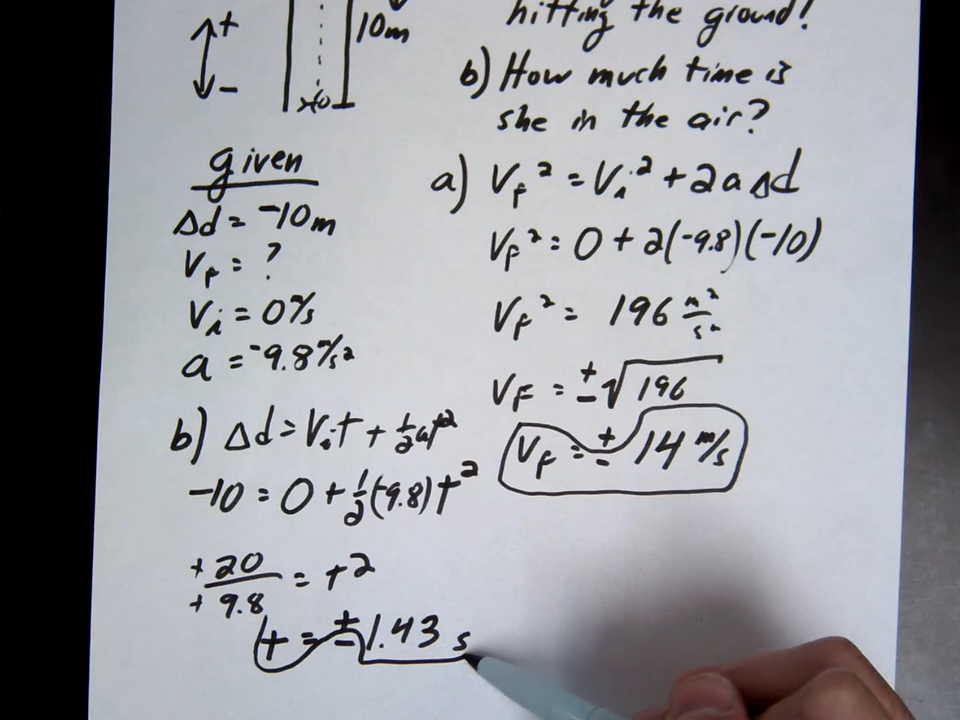 hitting the ground!
+
10m
-
b) How much time is
she in the air?
given
Δd = -10m
Vf = ?
Vi = 0 m/s
a = -9.8 m/s²
a) Vf² = Vi² + 2aΔd
Vf² = 0 + 2(-9.8)(-10)
Vf² = 196 m²/s²
VF = ±√196
VF = ± 14 m/s
b) Δd = Vit + ½at²
-10 = 0 + ½(-9.8)t²
+20/+9.8 = t²
t = ± 1.43 s